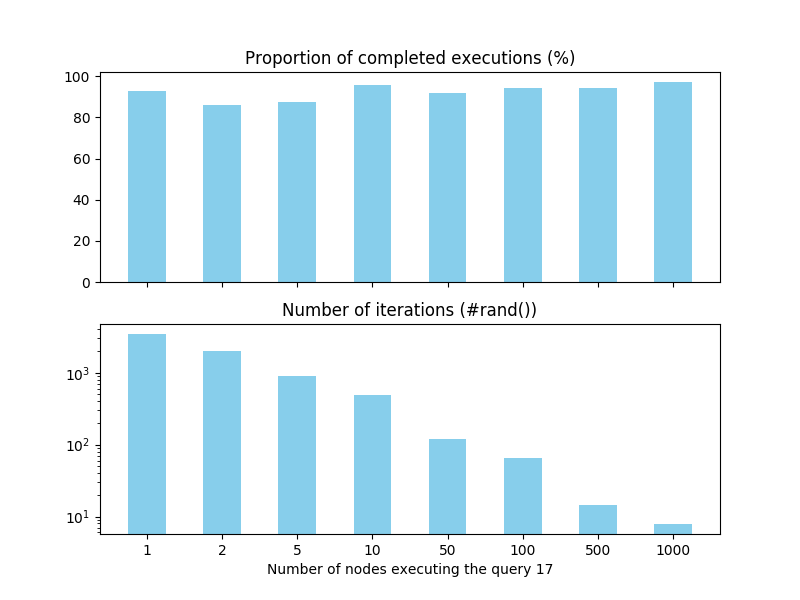 Proportion of completed executions (%)
100
80
60
40
20
0
Number of iterations (#rand())
10³
10²
10¹
1 2 5 10 50 100 500 1000
Number of nodes executing the query 17